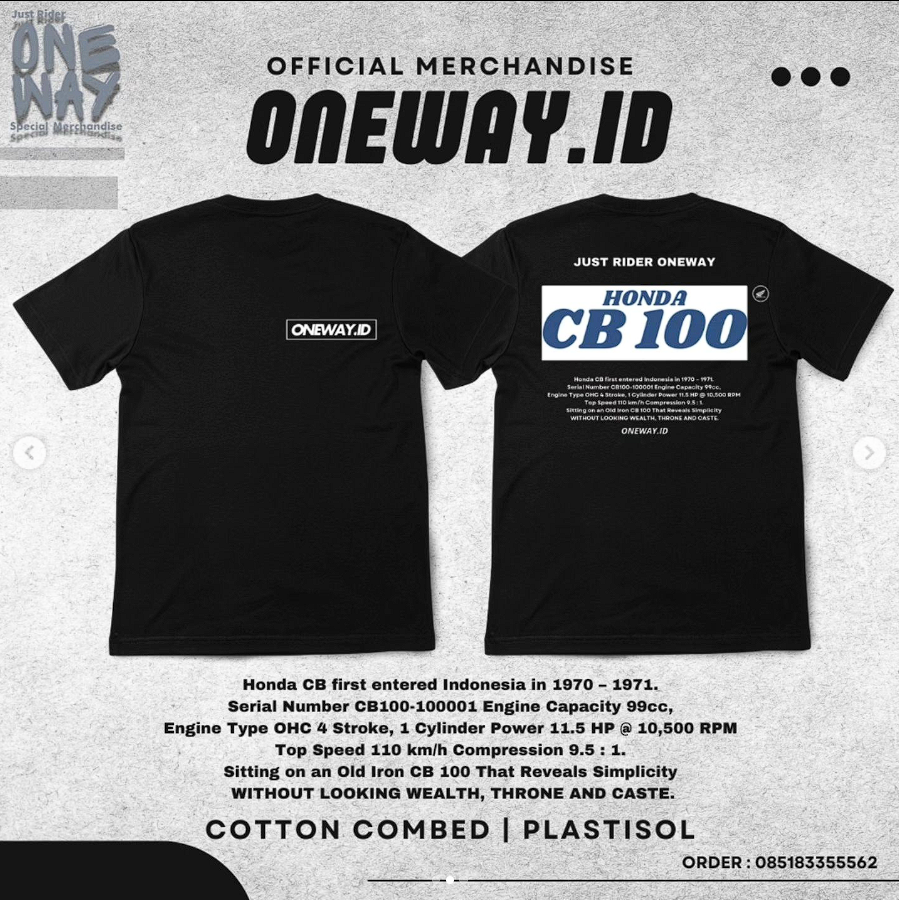 Just Rider
ONE
WAY
Special Merchandise
OFFICIAL MERCHANDISE
ONEWAY.ID
ONEWAY.ID
JUST RIDER ONEWAY
HONDA
CB 100
Honda CB first entered Indonesia in 1970 – 1971.
Serial Number CB100-100001 Engine Capacity 99cc,
Engine Type OHC 4 Stroke, 1 Cylinder Power 11.5 HP @ 10,500 RPM
Top Speed 110 km/h Compression 9.5 : 1.
Sitting on an Old Iron CB 100 That Reveals Simplicity
WITHOUT LOOKING WEALTH, THRONE AND CASTE.
ONEWAY.ID
Honda CB first entered Indonesia in 1970 – 1971.
Serial Number CB100-100001 Engine Capacity 99cc,
Engine Type OHC 4 Stroke, 1 Cylinder Power 11.5 HP @ 10,500 RPM
Top Speed 110 km/h Compression 9.5 : 1.
Sitting on an Old Iron CB 100 That Reveals Simplicity
WITHOUT LOOKING WEALTH, THRONE AND CASTE.
COTTON COMBED | PLASTISOL
ORDER : 085183355562